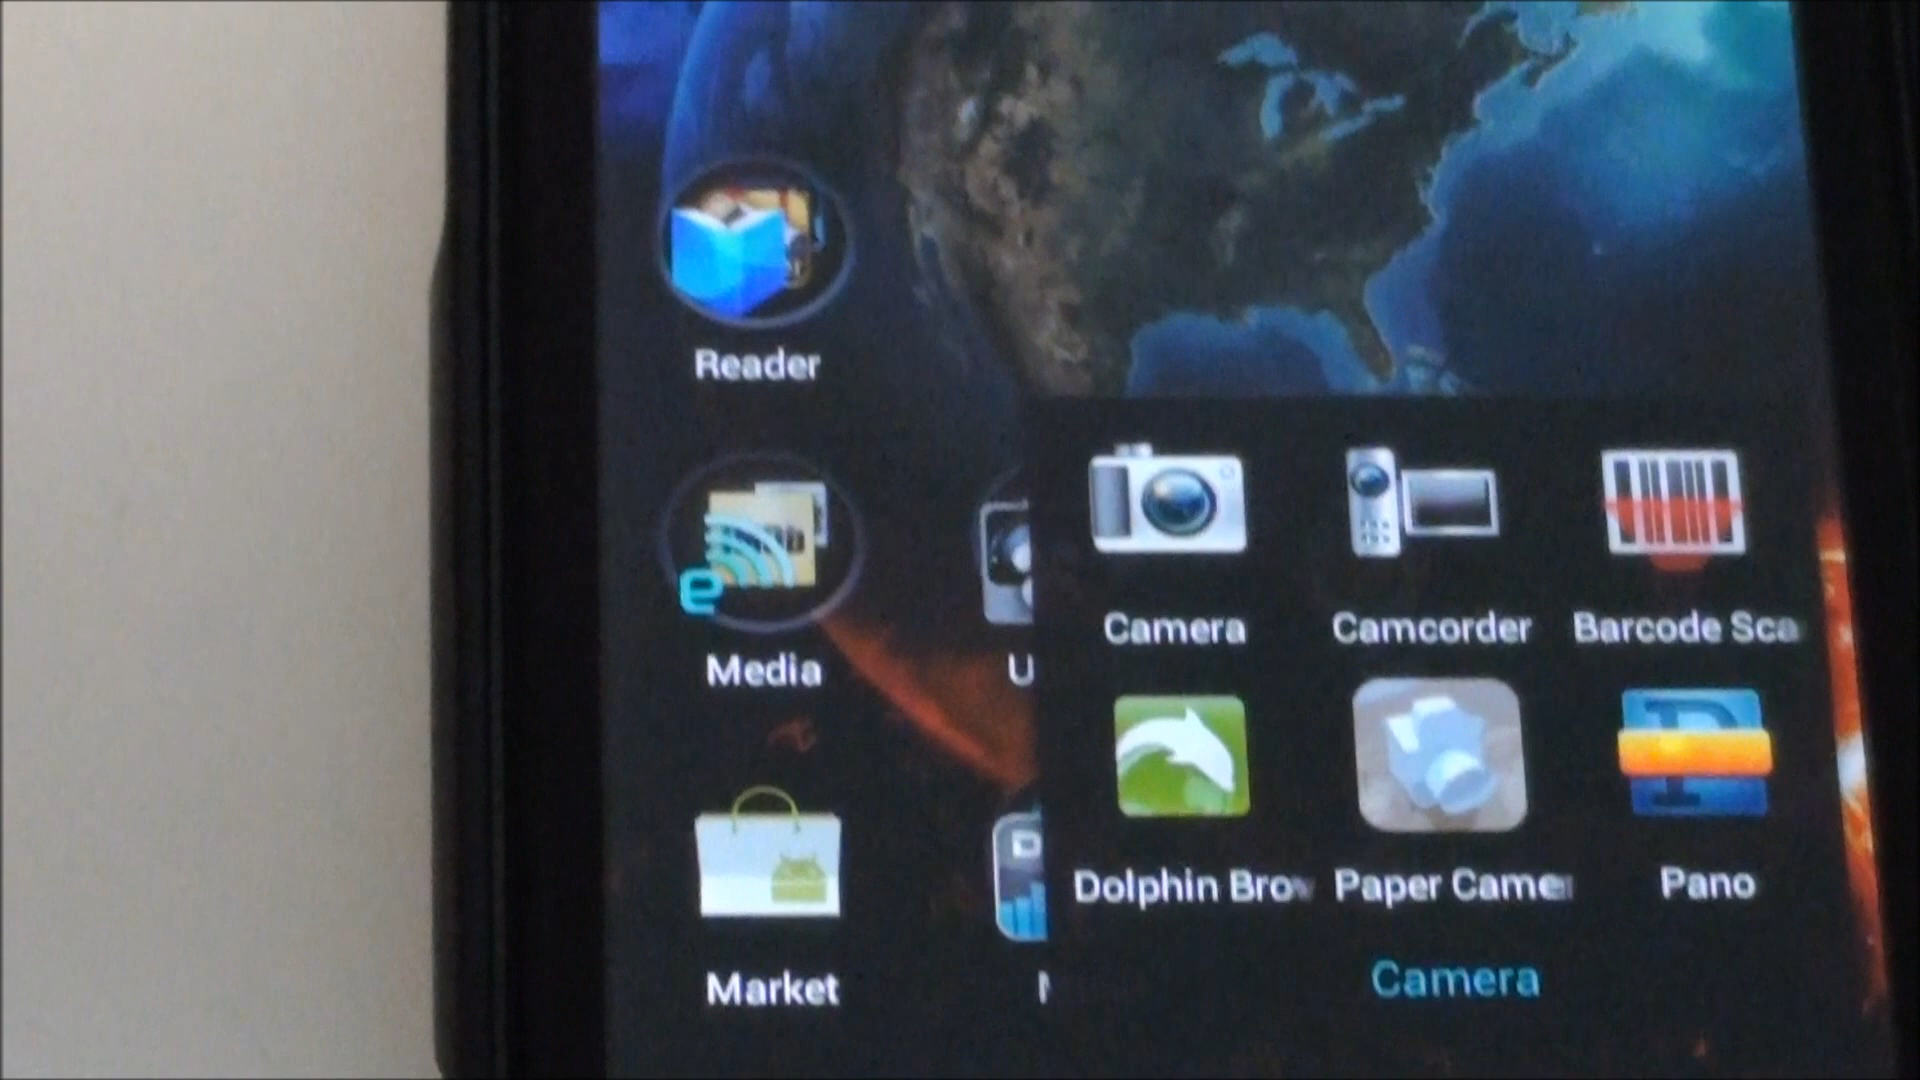 Reader
Camera Camcorder Barcode Sca
Media U
Dolphin Brow Paper Camer Pano
Market
Camera